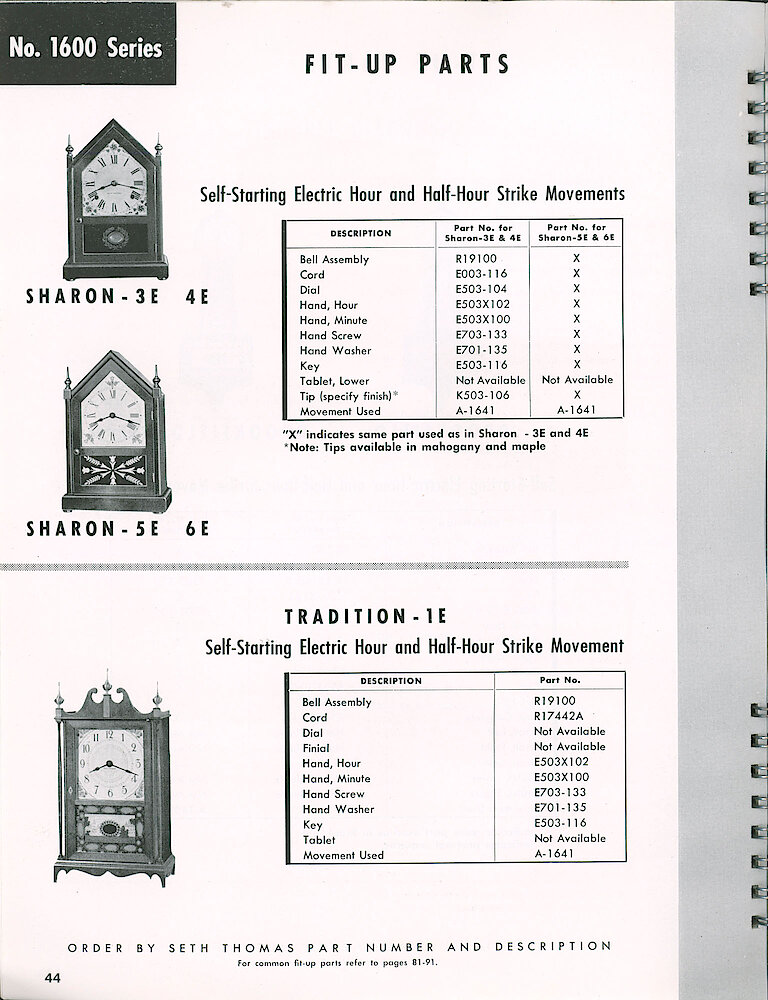 No. 1600 Series
FIT-UP PARTS
Self-Starting Electric Hour and Half-Hour Strike Movements
DESCRIPTION Part No. for Sharon-3E & 4E Part No. for Sharon-5E & 6E
Bell Assembly R19100 X
Cord E003-116 X
Dial E503-104 X
Hand, Hour E503X102 X
Hand, Minute E503X100 X
Hand Screw E703-133 X
Hand Washer E701-135 X
Key E503-116 X
Tablet, Lower Not Available Not Available
Tip (specify finish)* K503-106 X
Movement Used A-1641 A-1641
"X" indicates same part used as in Sharon - 3E and 4E
*Note: Tips available in mahogany and maple
SHARON - 3E 4E
SHARON - 5E 6E
TRADITION - 1E
Self-Starting Electric Hour and Half-Hour Strike Movement
DESCRIPTION Part No.
Bell Assembly R19100
Cord R17442A
Dial Not Available
Finial Not Available
Hand, Hour E503X102
Hand, Minute E503X100
Hand Screw E703-133
Hand Washer E701-135
Key E503-116
Tablet Not Available
Movement Used A-1641
ORDER BY SETH THOMAS PART NUMBER AND DESCRIPTION
For common fit-up parts refer to pages 81-91.
44